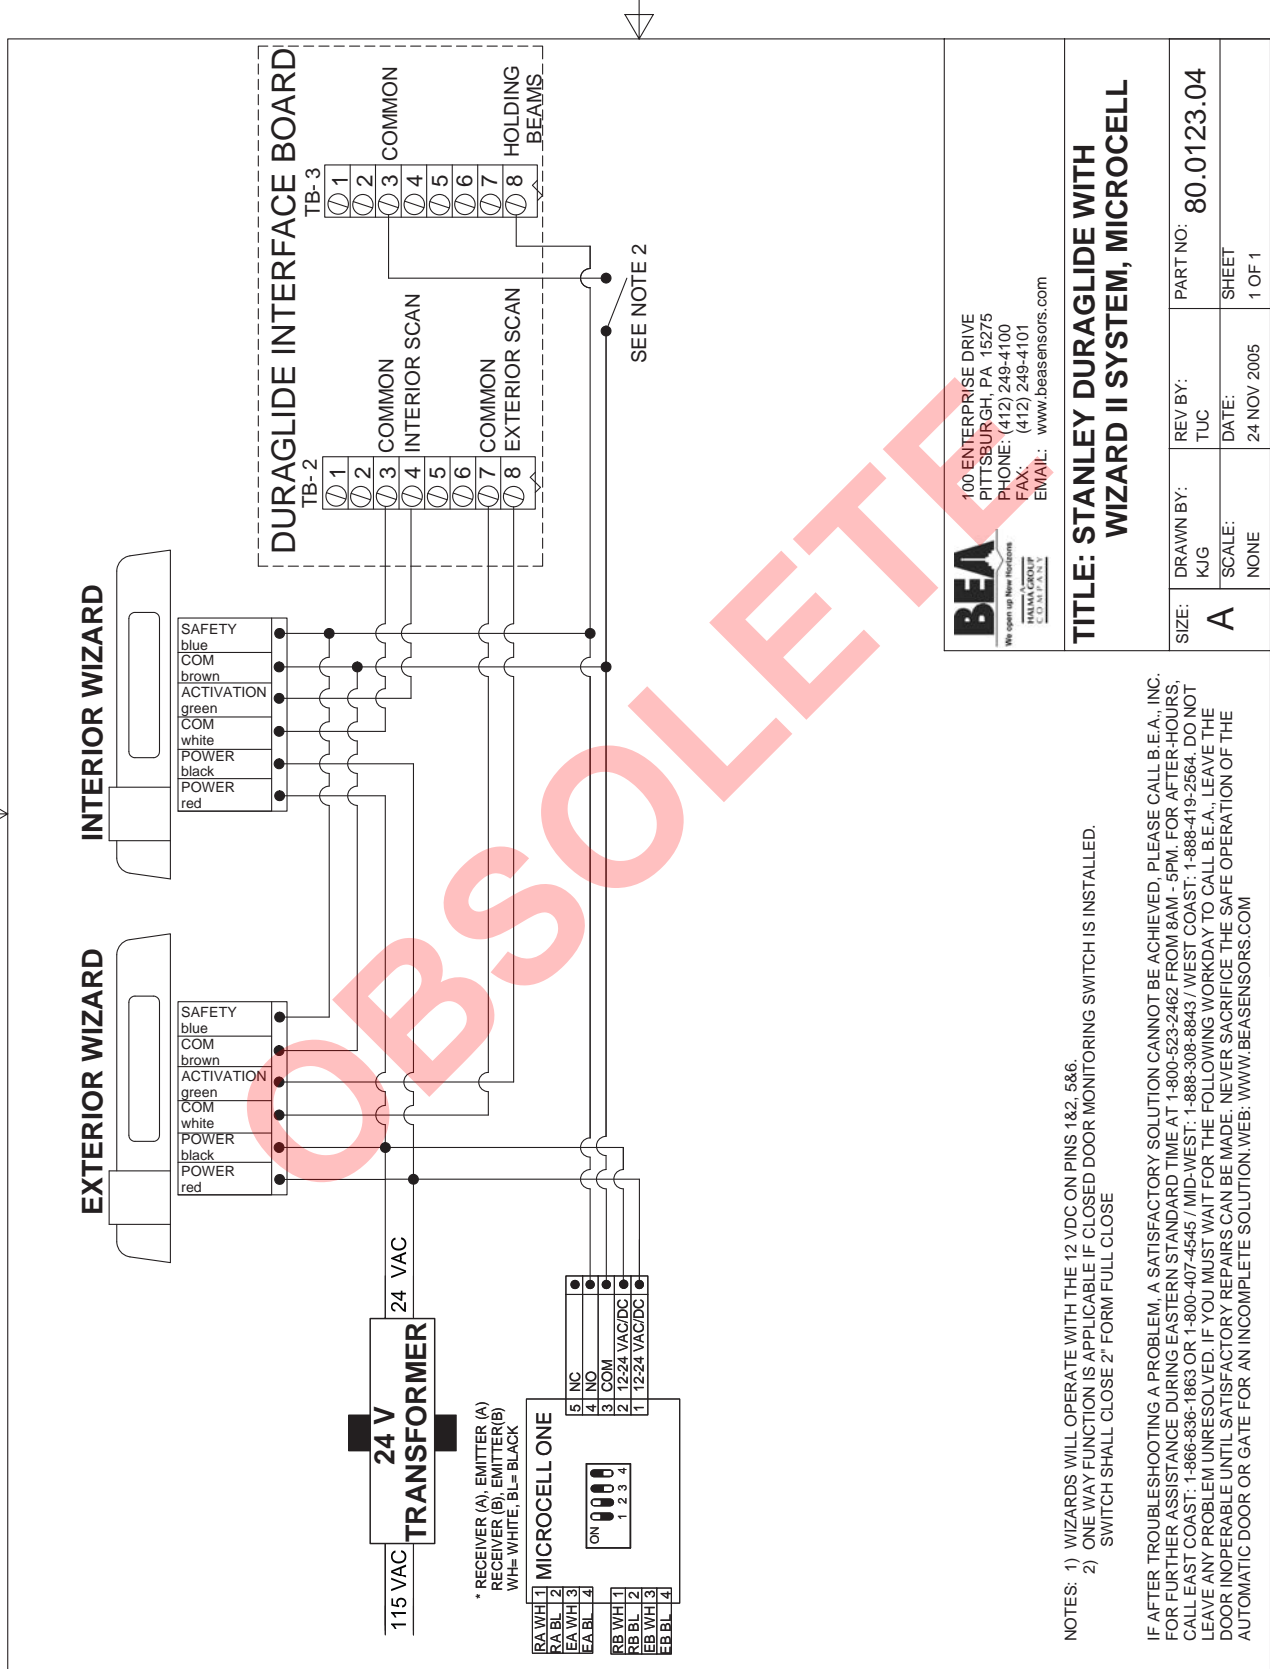 EXTERIOR WIZARD
SAFETY
blue
COM
brown
ACTIVATION
green
COM
white
POWER
black
POWER
red
INTERIOR WIZARD
SAFETY
blue
COM
brown
ACTIVATION
green
COM
white
POWER
black
POWER
red
DURAGLIDE INTERFACE BOARD
TB- 2
1
2
3 COMMON
4 INTERIOR SCAN
5
6
7 COMMON
8 EXTERIOR SCAN
TB- 3
1
2
3 COMMON
4
5
6
7
8 HOLDING
BEAMS
SEE NOTE 2
115 VAC
24 V
TRANSFORMER
24 VAC
* RECEIVER (A), EMITTER (A)
RECEIVER (B), EMITTER(B)
WH= WHITE, BL= BLACK
MICROCELL ONE
RA WH 1
RA BL 2
EA WH 3
EA BL 4
RB WH 1
RB BL 2
EB WH 3
EB BL 4
ON
1 2 3 4
5 NC
4 NO
3 COM
2 12-24 VAC/DC
1 12-24 VAC/DC
OBSOLETE
NOTES: 1) WIZARDS WILL OPERATE WITH THE 12 VDC ON PINS 1&2, 5&6.
2) ONE WAY FUNCTION IS APPLICABLE IF CLOSED DOOR MONITORING SWITCH IS INSTALLED.
SWITCH SHALL CLOSE 2" FORM FULL CLOSE
IF AFTER TROUBLESHOOTING A PROBLEM, A SATISFACTORY SOLUTION CANNOT BE ACHIEVED, PLEASE CALL B.E.A., INC.
FOR FURTHER ASSISTANCE DURING EASTERN STANDARD TIME AT 1-800-523-2462 FROM 8AM - 5PM. FOR AFTER-HOURS,
CALL EAST COAST: 1-866-836-1863 OR 1-800-407-4545 / MID-WEST: 1-888-308-8843 / WEST COAST: 1-888-419-2564. DO NOT
LEAVE ANY PROBLEM UNRESOLVED. IF YOU MUST WAIT FOR THE FOLLOWING WORKDAY TO CALL B.E.A., LEAVE THE
DOOR INOPERABLE UNTIL SATISFACTORY REPAIRS CAN BE MADE. NEVER SACRIFICE THE SAFE OPERATION OF THE
AUTOMATIC DOOR OR GATE FOR AN INCOMPLETE SOLUTION.WEB: WWW.BEASENSORS.COM
BEA
We open up New Horizons
A
HALMA GROUP
COMPANY
100 ENTERPRISE DRIVE
PITTSBURGH, PA 15275
PHONE: (412) 249-4100
FAX: (412) 249-4101
EMAIL: www.beasensors.com
TITLE: STANLEY DURAGLIDE WITH
WIZARD II SYSTEM, MICROCELL
SIZE:
A
DRAWN BY:
KJG
REV BY:
TUC
PART NO:
80.0123.04
SCALE:
NONE
DATE:
24 NOV 2005
SHEET
1 OF 1